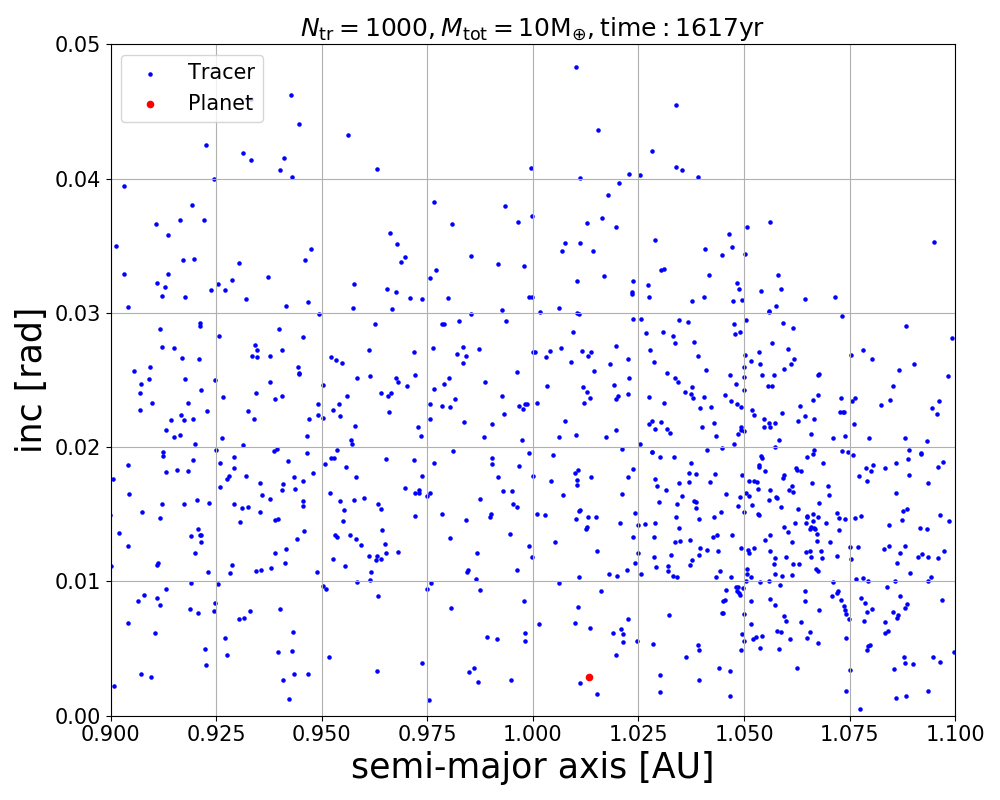 N_tr = 1000, M_tot = 10M_⊕, time : 1617yr
Tracer
Planet
0.05
0.04
0.03
0.02
0.01
0.00
inc [rad]
0.900 0.925 0.950 0.975 1.000 1.025 1.050 1.075 1.100
semi-major axis [AU]